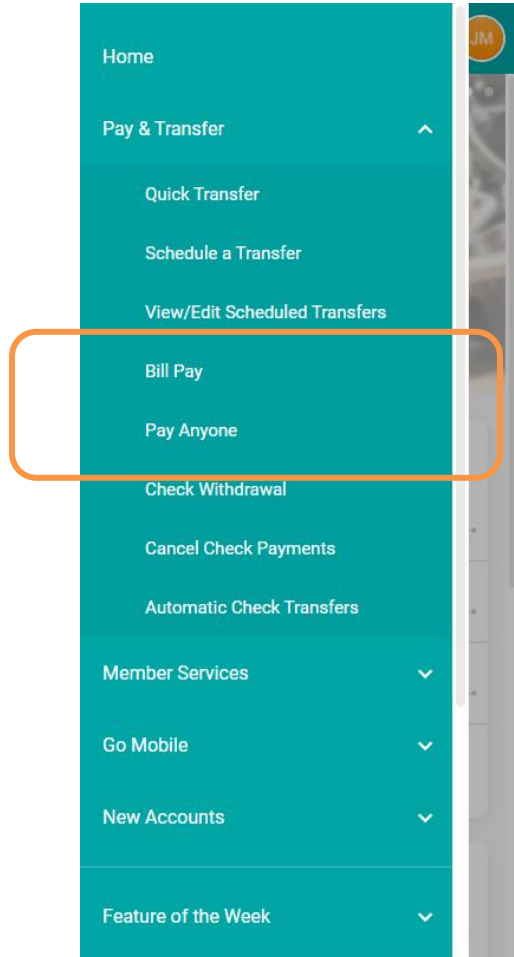 JM
Home
Pay & Transfer
Quick Transfer
Schedule a Transfer
View/Edit Scheduled Transfers
Bill Pay
Pay Anyone
Check Withdrawal
Cancel Check Payments
Automatic Check Transfers
Member Services
Go Mobile
New Accounts
Feature of the Week